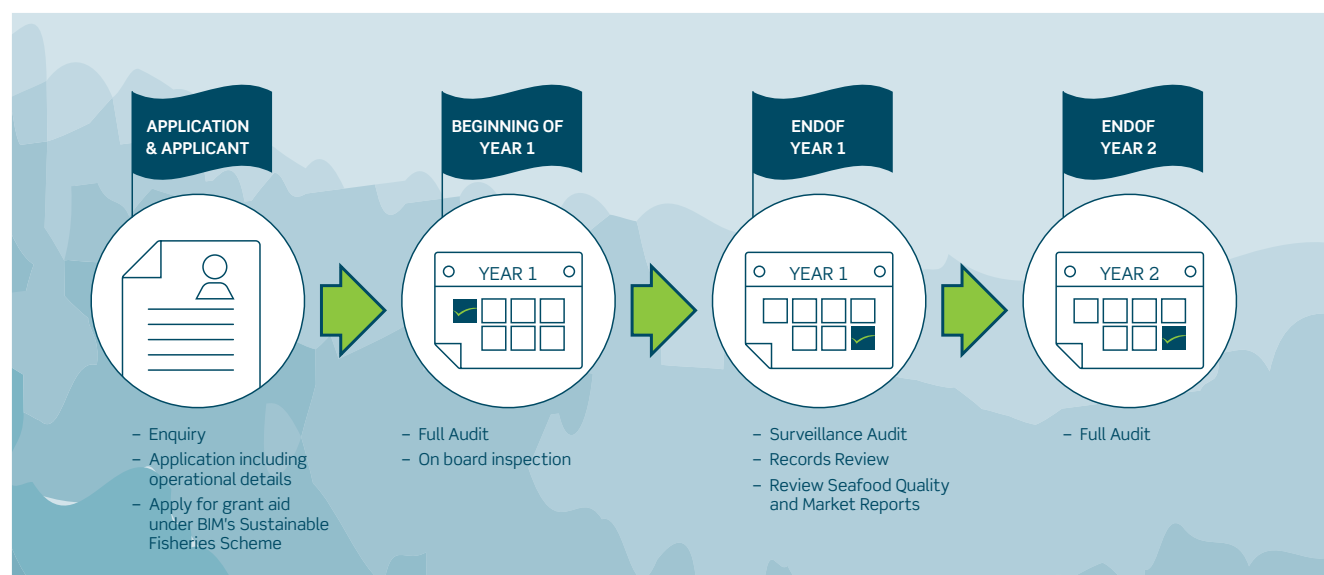 APPLICATION
& APPLICANT
– Enquiry
– Application including
operational details
– Apply for grant aid
under BIM's Sustainable
Fisheries Scheme
BEGINNING OF
YEAR 1
YEAR 1
– Full Audit
– On board inspection
ENDOF
YEAR 1
YEAR 1
– Surveillance Audit
– Records Review
– Review Seafood Quality
and Market Reports
ENDOF
YEAR 2
YEAR 2
– Full Audit